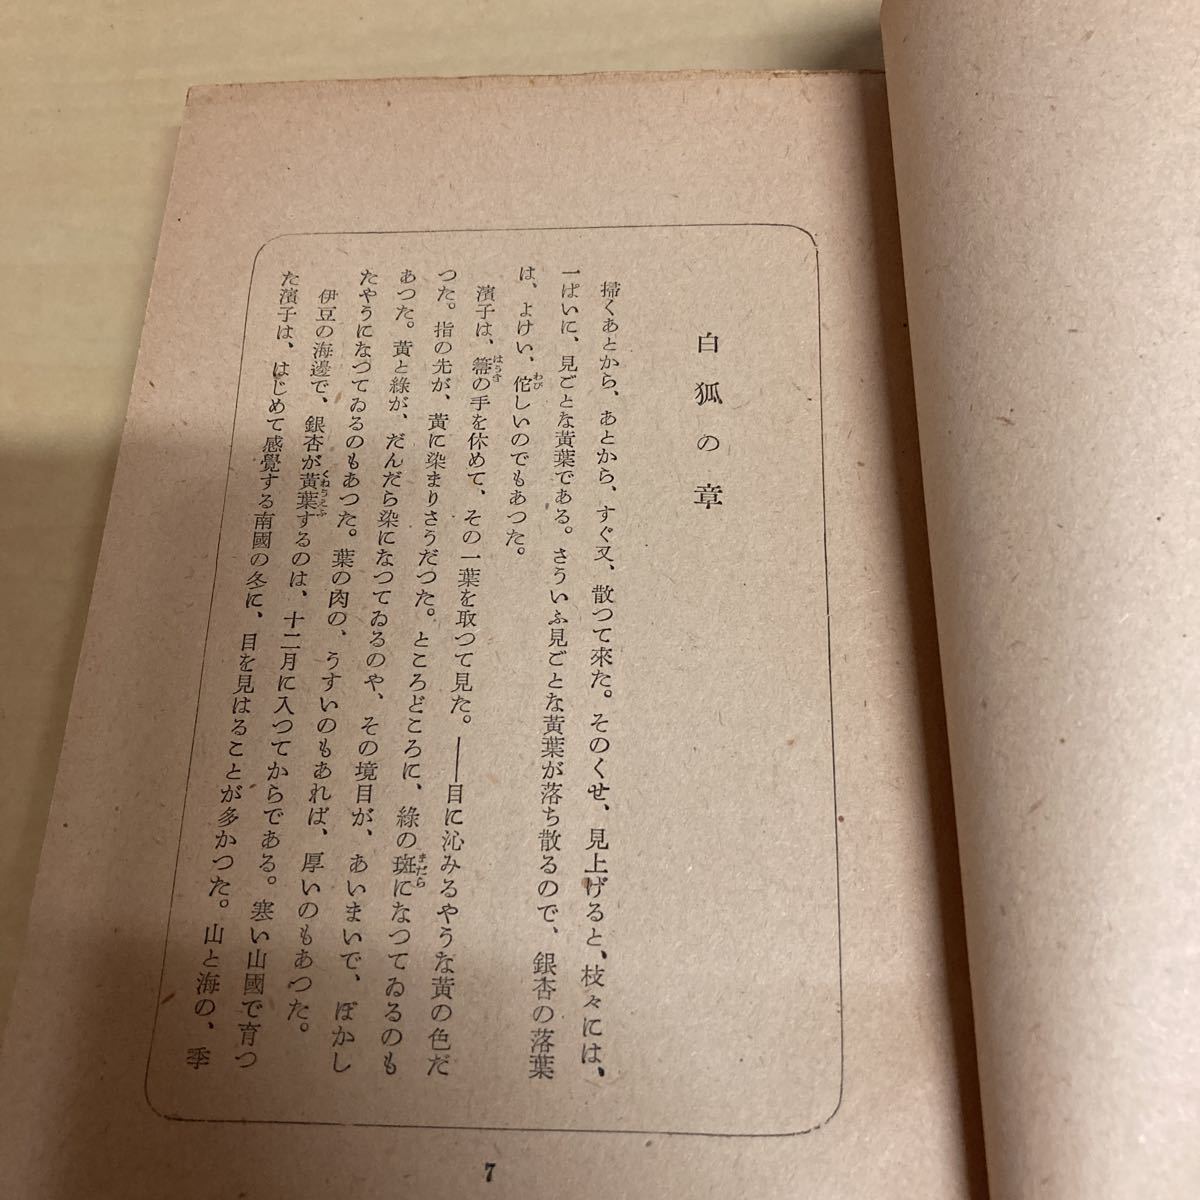 白狐の章
掃くあとから、あとから、すぐ又、散つて來た。そのくせ、見上げると、枝々には、
一ぱいに、見ごとな黃葉である。さういふ見ごとな黃葉が落ち散るので、銀杏の落葉
は、よけい、佗しいのでもあつた。
濱子は、箒の手を休めて、その一葉を取つて見た。――目に沁みるやうな黃の色だ
つた。指の先が、黃に染まりさうだつた。ところどころに、綠の斑になつてゐるのも
あつた。黃と綠が、だんだら染になつてゐるのや、その境目が、あいまいで、ぼかし
たやうになつてゐるのもあつた。葉の肉の、うすいのもあれば、厚いのもあつた。
伊豆の海邊で、銀杏が黃葉するのは、十二月に入つてからである。寒い山國で育つ
た濱子は、はじめて感覺する南國の冬に、目を見はることが多かつた。山と海の、季
7